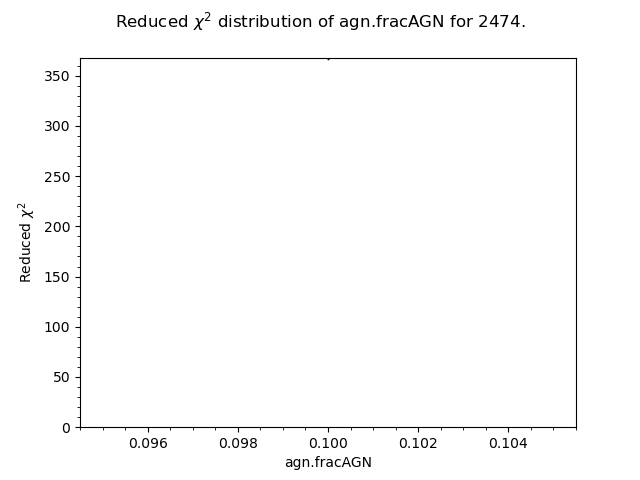 Reduced χ² distribution of agn.fracAGN for 2474.
350
300
250
200
150
100
50
0
Reduced χ²
0.096 0.098 0.100 0.102 0.104
agn.fracAGN